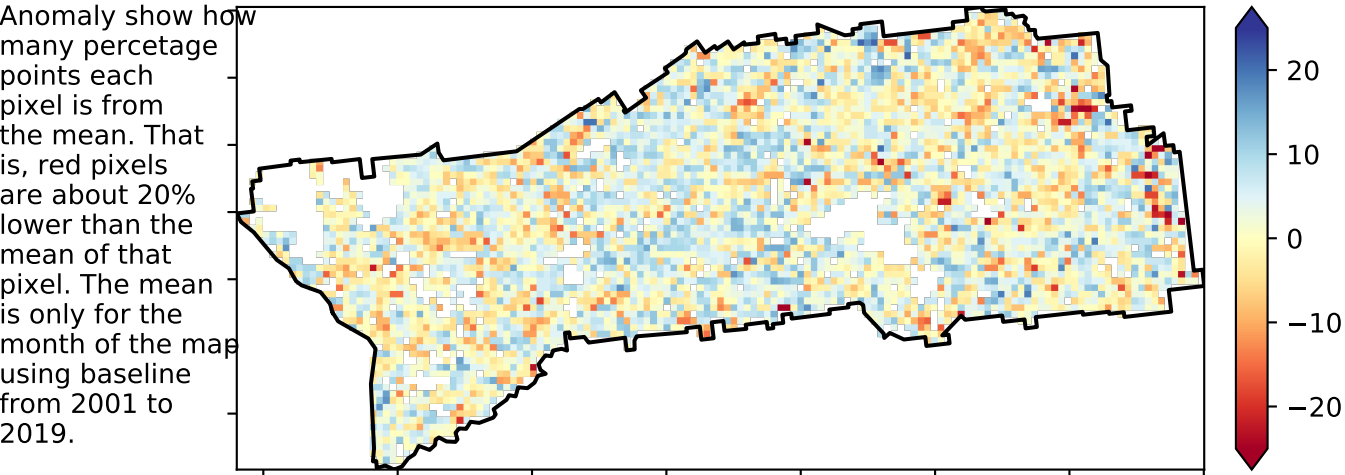 Anomaly show how
many percetage
points each
pixel is from
the mean. That
is, red pixels
are about 20%
lower than the
mean of that
pixel. The mean
is only for the
month of the map
using baseline
from 2001 to
2019.
20
10
0
−10
−20